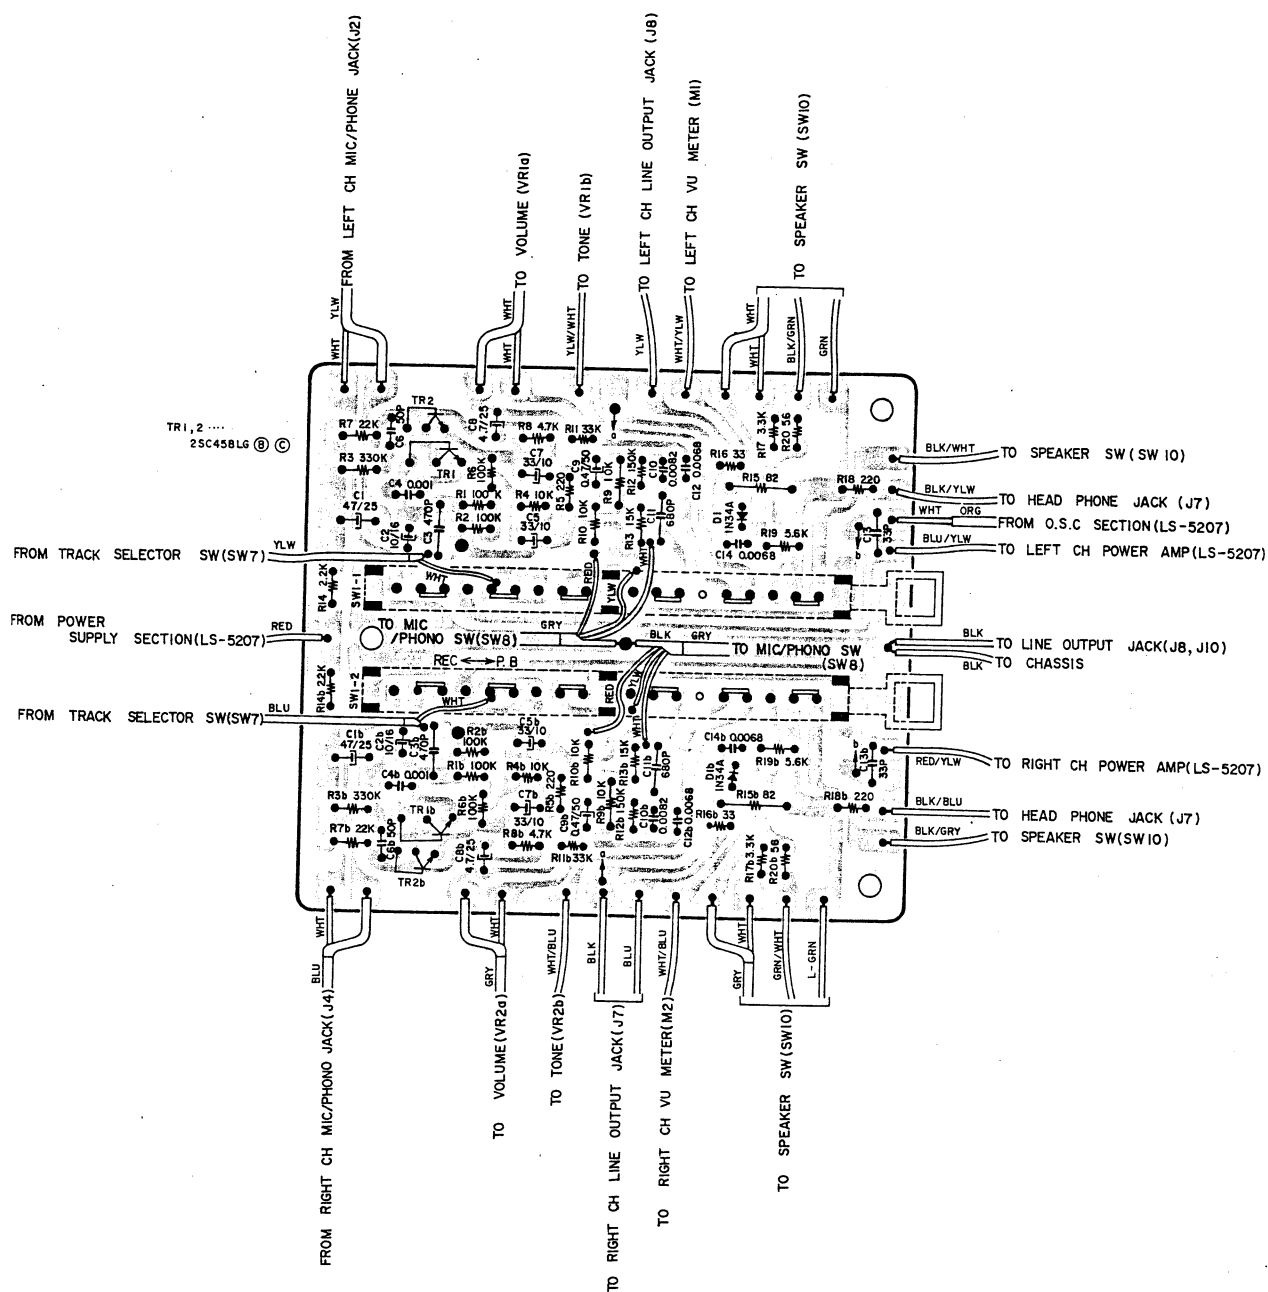 FROM LEFT CH MIC/PHONE JACK(J2)
TO VOLUME (VR1a)
TO TONE (VR1b)
TO LEFT CH LINE OUTPUT JACK (J8)
TO LEFT CH VU METER (M1)
TO SPEAKER SW (SW10)
YLW
WHT
WHT
WHT
YLW/WHT
YLW
WHT/YLW
WHT
WHT
BLK/GRN
GRN
TR1,2 ····
2SC458LG Ⓑ Ⓒ
TR2
R7 22K
C6 50P
C8 4.7/25
R8 4.7K
R11 33K
a
R17 3.3K
R20 56
R3 330K
TR1
R6 100K
C7 33/10
C9 0.47/50
R9 10K
R12 150K
C10 0.0082
C12 0.0068
R16 33
R15 82
R18 220
C4 0.001
C1 47/25
R1 100K
R2 100K
R4 10K
C5 33/10
R5 220
R10 10K
R13 15K
C11 680P
D1 1N34A
C14 0.0068
R19 5.6K
C13 33P
b
C2 10/16
C3 470P
BLK/WHT
TO SPEAKER SW (SW 10)
BLK/YLW
TO HEAD PHONE JACK (J7)
WHT ORG
FROM O.S.C SECTION(LS-5207)
BLU/YLW
TO LEFT CH POWER AMP(LS-5207)
FROM TRACK SELECTOR SW(SW7)
YLW
WHT
RED
YLW
WHT
R14 2.2K
SW1-1
FROM POWER
SUPPLY SECTION(LS-5207)
RED
TO MIC
/PHONO SW(SW8)
GRY
BLK
GRY
TO MIC/PHONO SW
(SW8)
BLK
TO LINE OUTPUT JACK(J8, J10)
BLK
TO CHASSIS
REC ↔ P.B
R14b 2.2K
SW1-2
WHT
RED
YLW
WHT
FROM TRACK SELECTOR SW(SW7)
BLU
C1b 47/25
C2b 10/16
C3b 470P
R2b 100K
C5b 33/10
R1b 100K
R4b 10K
R5b 220
R10b 10K
R13b 15K
C11b 680P
C14b 0.0068
D1b 1N34A
R19b 5.6K
b
C13b 33P
RED/YLW
TO RIGHT CH POWER AMP(LS-5207)
C4b 0.001
R3b 330K
TR1b
R6b 100K
C7b 33/10
C9b 0.47/50
R9b 10K
R12b 150K
C10b 0.0082
C12b 0.0068
R15b 82
R16b 33
R18b 220
BLK/BLU
TO HEAD PHONE JACK (J7)
BLK/GRY
TO SPEAKER SW(SW10)
R7b 22K
C6b 50P
TR2b
C8b 4.7/25
R8b 4.7K
R11b 33K
a
R17b 3.3K
R20b 56
WHT
BLU
WHT
GRY
WHT/BLU
BLK
BLU
WHT/BLU
WHT
GRY
GRN/WHT
L-GRN
FROM RIGHT CH MIC/PHONO JACK(J4)
TO VOLUME(VR2a)
TO TONE(VR2b)
TO RIGHT CH LINE OUTPUT JACK(J7)
TO RIGHT CH VU METER(M2)
TO SPEAKER SW(SW10)